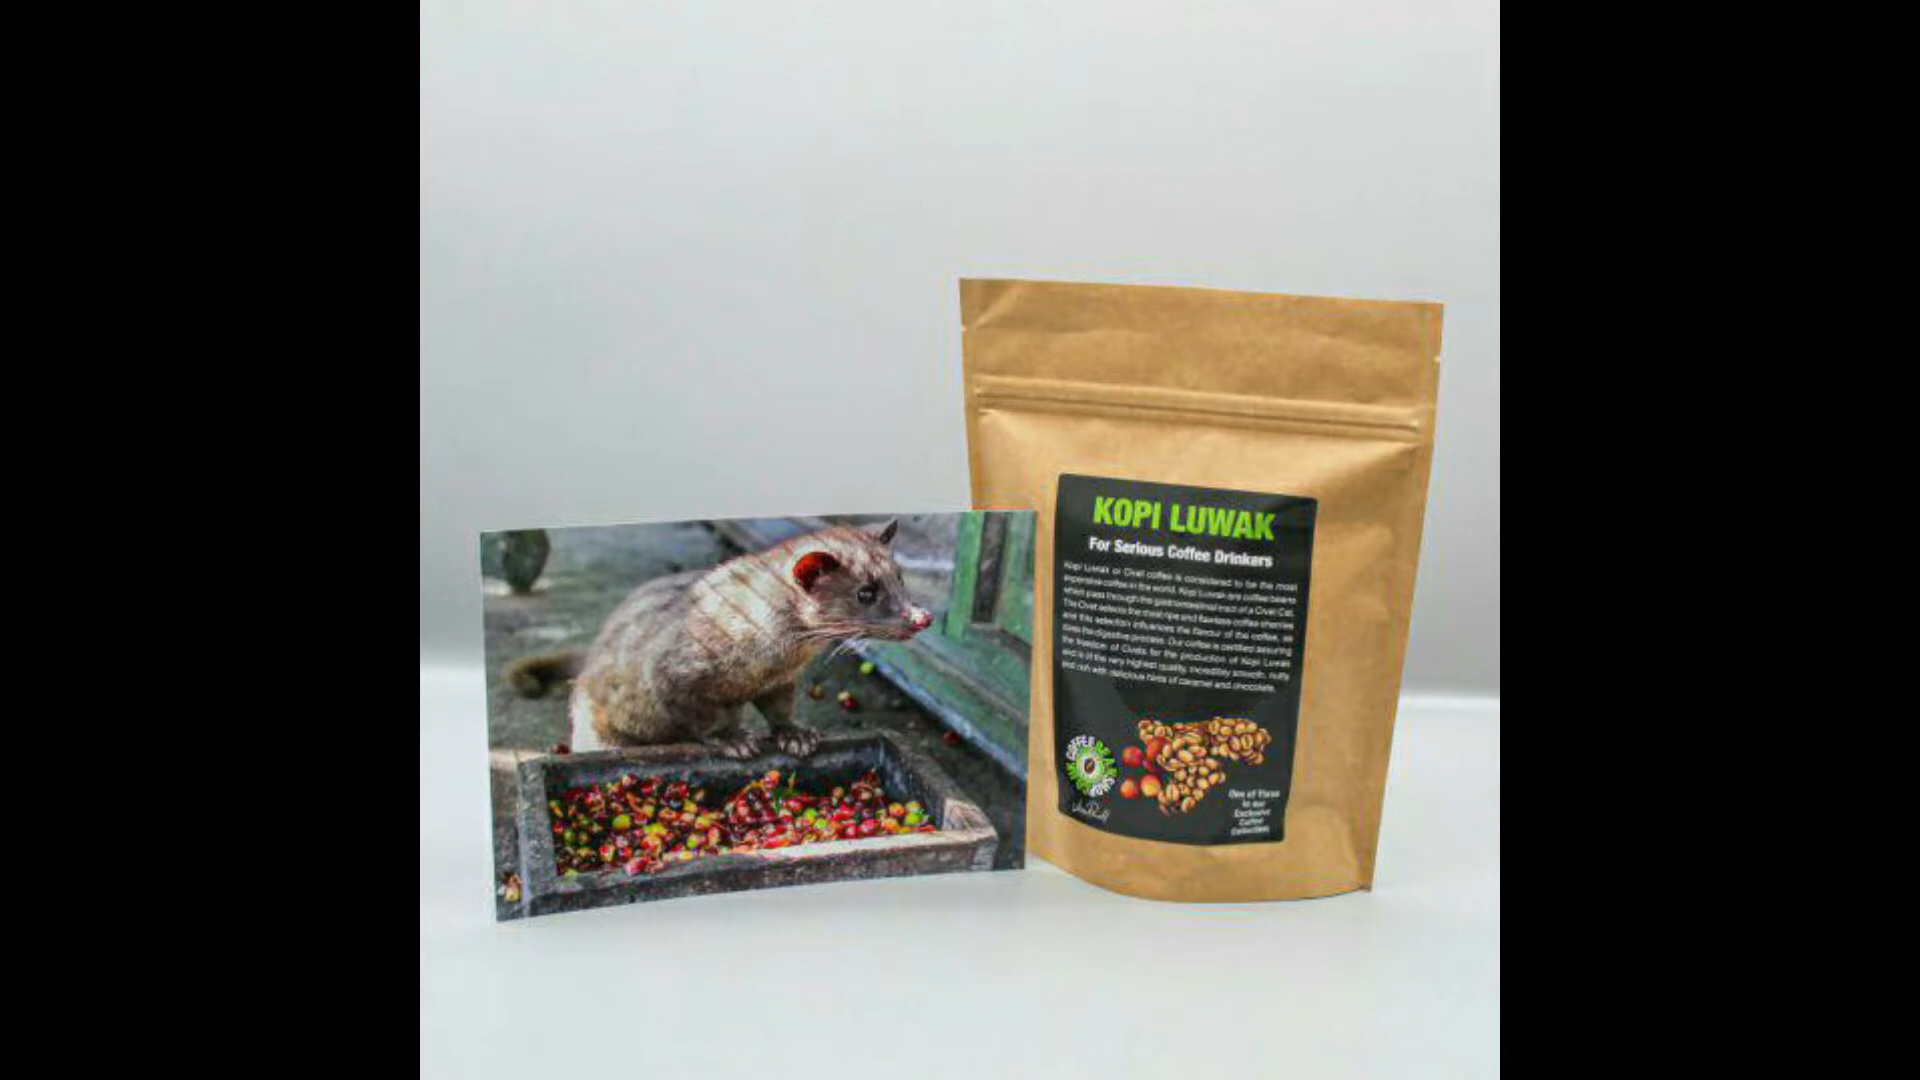 KOPI LUWAK
For Serious Coffee Drinkers
Kopi Luwak or Civet coffee is considered to be the most
expensive coffee in the world. Kopi Luwak are coffee beans
which pass through the gastrointestinal tract of a Civet Cat.
The Civet selects the most ripe and flawless coffee cherries
and this selection influences the flavour of the coffee, as
does the digestive process. Our coffee is certified assuring
the freedom of Civets for the production of Kopi Luwak
and is of the very highest quality, incredibly smooth, nutty
and rich with delicious hints of caramel and chocolate.
COFFEE BEAN SHOP
One of Three
in our
Exclusive
Coffee
Collection